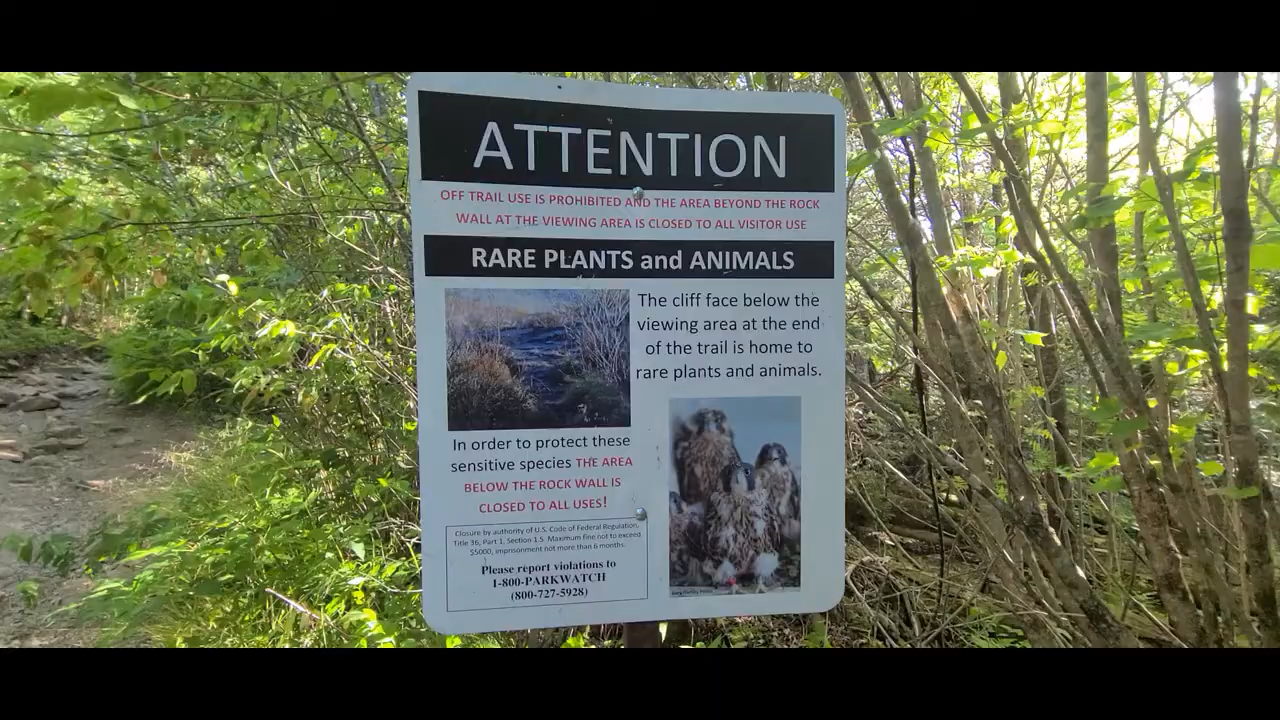 ATTENTION
OFF TRAIL USE IS PROHIBITED AND THE AREA BEYOND THE ROCK
WALL AT THE VIEWING AREA IS CLOSED TO ALL VISITOR USE
RARE PLANTS and ANIMALS
The cliff face below the
viewing area at the end
of the trail is home to
rare plants and animals.
In order to protect these
sensitive species THE AREA
BELOW THE ROCK WALL IS
CLOSED TO ALL USES!
Closure by authority of U.S. Code of Federal Regulation,
Title 36, Part 1, Section 1.5 Maximum fine not to exceed
$5000, imprisonment not more than 6 months.
Please report violations to
1-800-PARKWATCH
(800-727-5928)